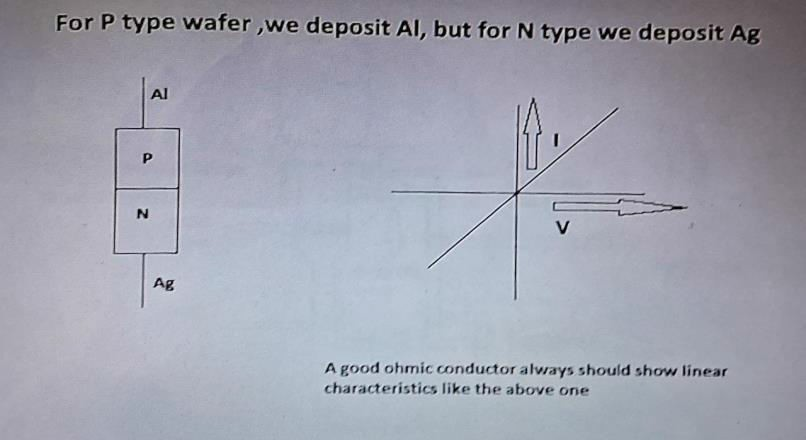 For P type wafer ,we deposit Al, but for N type we deposit Ag
Al
P
N
Ag
I
V
A good ohmic conductor always should show linear
characteristics like the above one